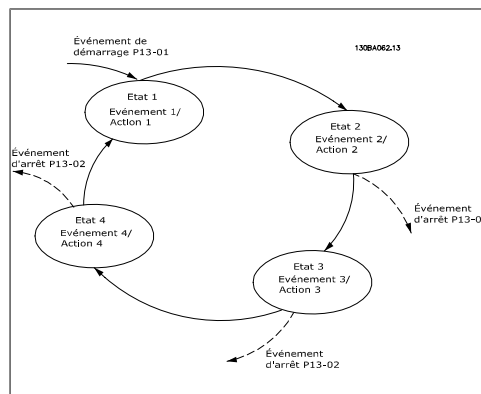 Événement de
démarrage P13-01
130BA062.13
Etat 1
Evénement 1/
Action 1
Etat 2
Evénement 2/
Action 2
Événement
d'arrêt P13-02
Événement
d'arrêt P13-0
Etat 4
Evénement 4/
Action 4
Etat 3
Evénement 3/
Action 3
Événement
d'arrêt P13-02